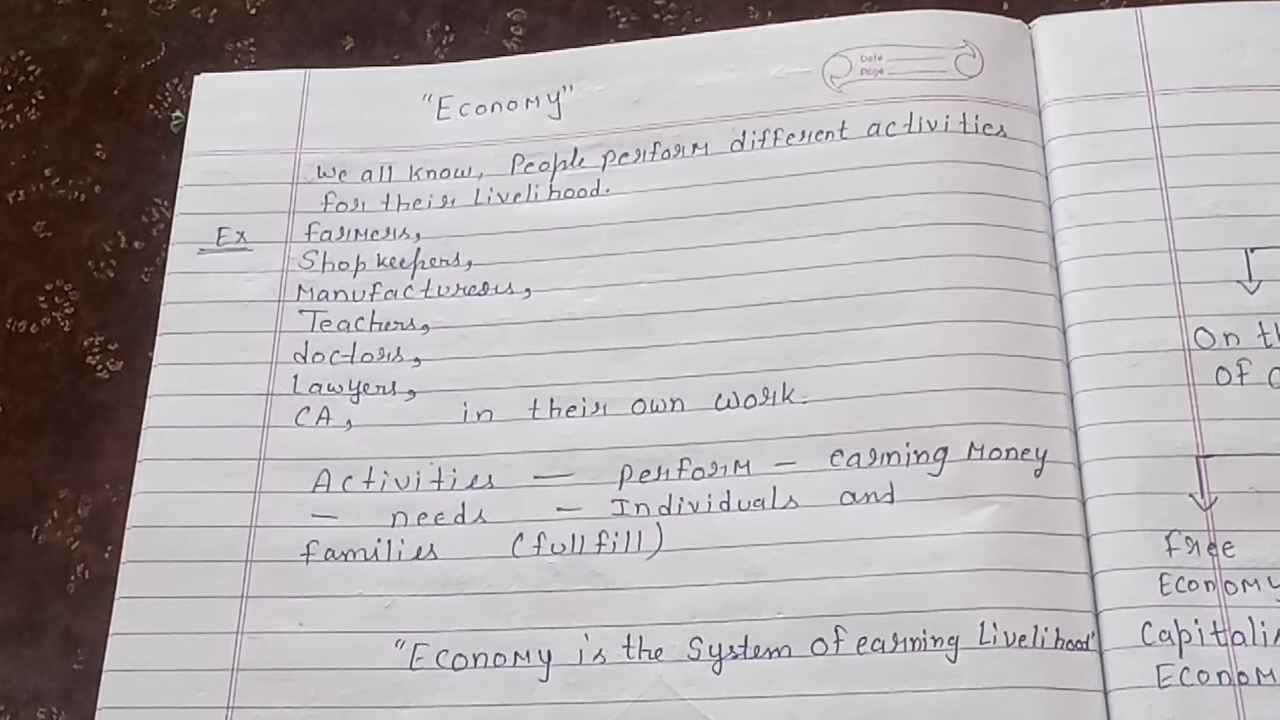 Date
Page
"Economy"
We all know, People perform different activities
for their Livelihood.
Ex
farmers,
Shop keepers,
Manufacturers,
Teachers,
doctors,
Lawyers,
CA, in their own work.
Activities — perform — earning Money
— needs — Individuals and
families (fullfill)
"Economy is the System of earning Livelihood"
On
of
Free
Economy